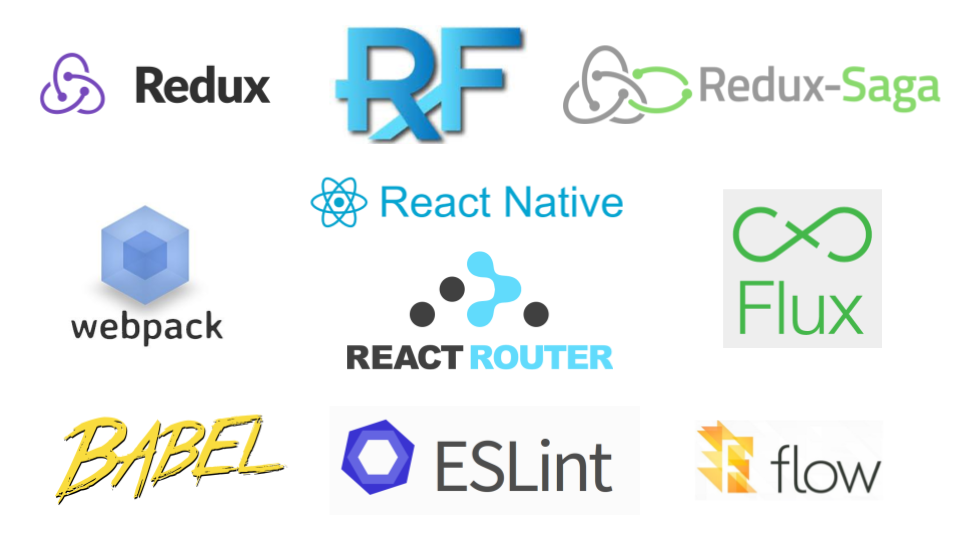 Redux
RF
Redux-Saga
React Native
webpack
Flux
REACT ROUTER
BABEL
ESLint
flow